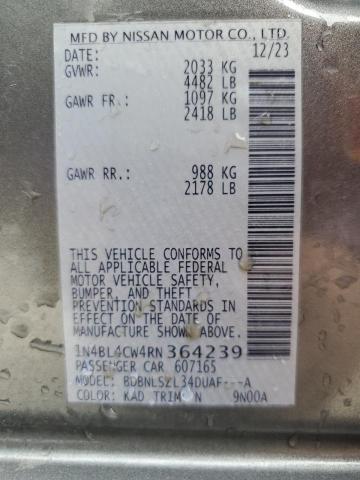 MFD BY NISSAN MOTOR CO., LTD.
DATE: 12/23
GVWR: 2033 KG
4482 LB
GAWR FR.: 1097 KG
2418 LB
GAWR RR.: 988 KG
2178 LB
THIS VEHICLE CONFORMS TO
ALL APPLICABLE FEDERAL
MOTOR VEHICLE SAFETY,
BUMPER, AND THEFT
PREVENTION STANDARDS IN
EFFECT ON THE DATE OF
MANUFACTURE SHOWN ABOVE.
1N4BL4CW4RN364239
PASSENGER CAR 607165
MODEL:
COLOR: KAD TRIM N 9N00A